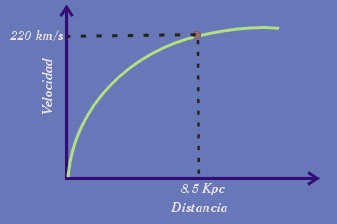 220 km/s
Velocidad
8.5 Kpc
Distancia